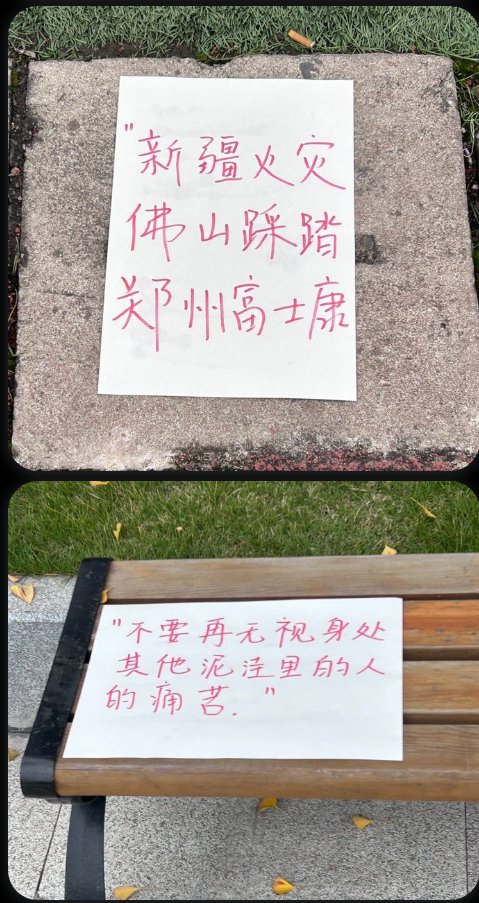 "新疆火灾
佛山踩踏
郑州富士康
"不要再无视身处
其他泥洼里的人
的痛苦."